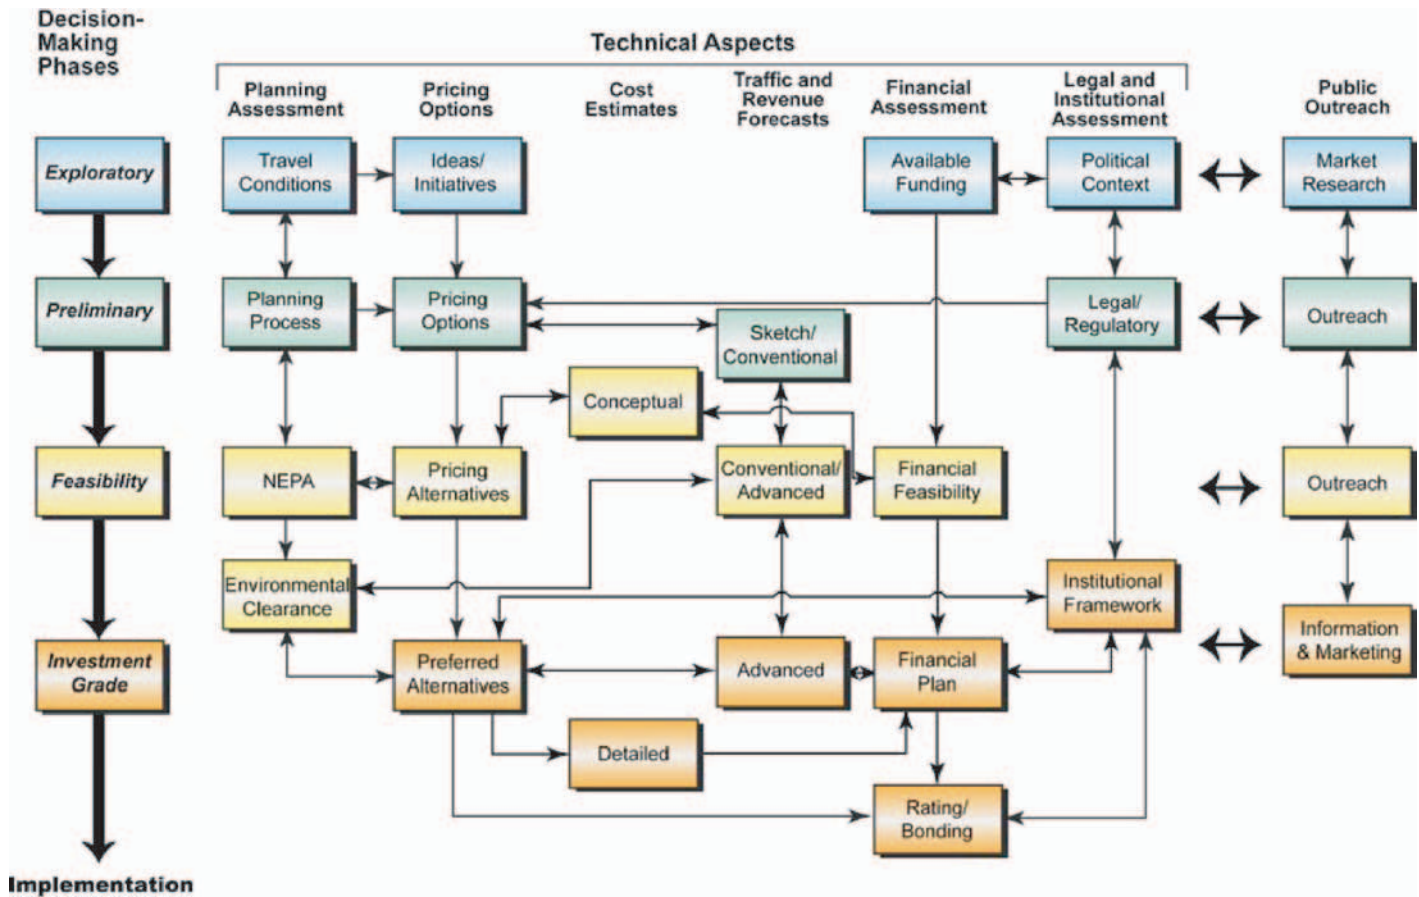 Decision-
Making
Phases
Technical Aspects
Planning
Assessment
Pricing
Options
Cost
Estimates
Traffic and
Revenue
Forecasts
Financial
Assessment
Legal and
Institutional
Assessment
Public
Outreach
Exploratory
Travel
Conditions
Ideas/
Initiatives
Available
Funding
Political
Context
Market
Research
Preliminary
Planning
Process
Pricing
Options
Sketch/
Conventional
Legal/
Regulatory
Outreach
Conceptual
Feasibility
NEPA
Pricing
Alternatives
Conventional/
Advanced
Financial
Feasibility
Outreach
Environmental
Clearance
Institutional
Framework
Information
& Marketing
Investment
Grade
Preferred
Alternatives
Advanced
Financial
Plan
Detailed
Rating/
Bonding
Implementation